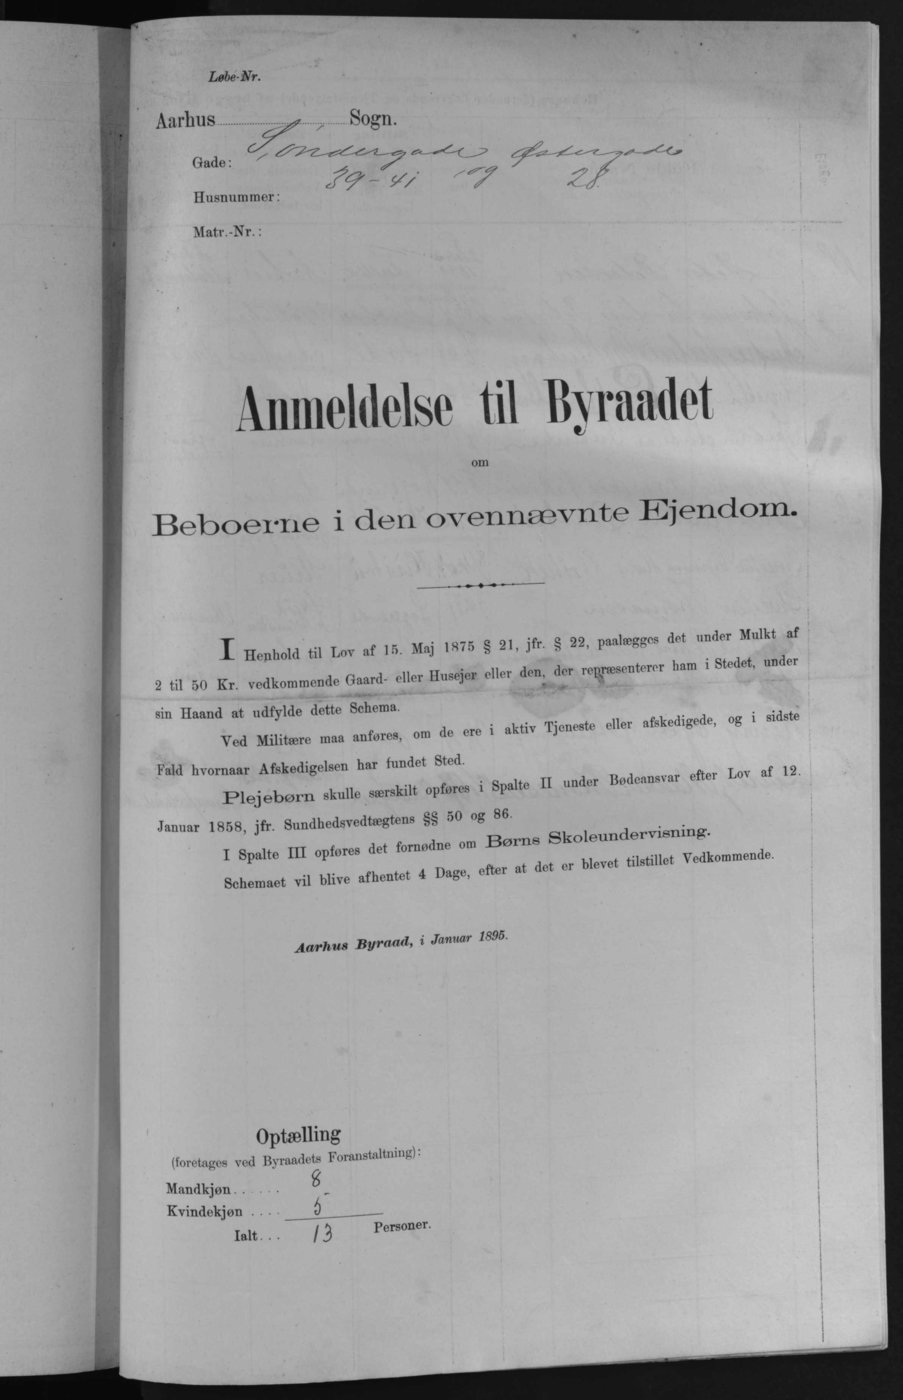 Løbe-Nr.
Aarhus Sogn.
Gade: Søndergade Østergade
Husnummer: 39-41 og 28
Matr.-Nr.:
Anmeldelse til Byraadet
om
Beboerne i den ovennævnte Ejendom.
I Henhold til Lov af 15. Maj 1875 § 21, jfr. § 22, paalægges det under Mulkt af
2 til 50 Kr. vedkommende Gaard- eller Husejer eller den, der repræsenterer ham i Stedet, under
sin Haand at udfylde dette Schema.
Ved Militære maa anføres, om de ere i aktiv Tjeneste eller afskedigede, og i sidste
Fald hvornaar Afskedigelsen har fundet Sted.
Plejebørn skulle særskilt opføres i Spalte II under Bødeansvar efter Lov af 12.
Januar 1858, jfr. Sundhedsvedtægtens §§ 50 og 86.
I Spalte III opføres det fornødne om Børns Skoleundervisning.
Schemaet vil blive afhentet 4 Dage, efter at det er blevet tilstillet Vedkommende.
Aarhus Byraad, i Januar 1895.
Optælling
(foretages ved Byraadets Foranstaltning):
Mandkjøn...... 8
Kvindekjøn .... 5
Ialt... 13 Personer.